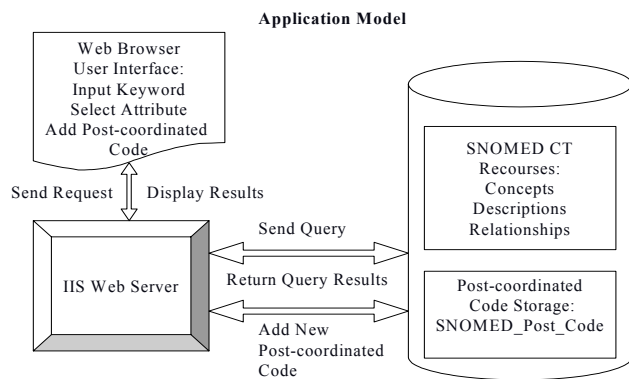 Application Model
Web Browser
User Interface:
Input Keyword
Select Attribute
Add Post-coordinated
Code
Send Request
Display Results
IIS Web Server
Send Query
Return Query Results
Add New
Post-coordinated
Code
SNOMED CT
Recourses:
Concepts
Descriptions
Relationships
Post-coordinated
Code Storage:
SNOMED_Post_Code